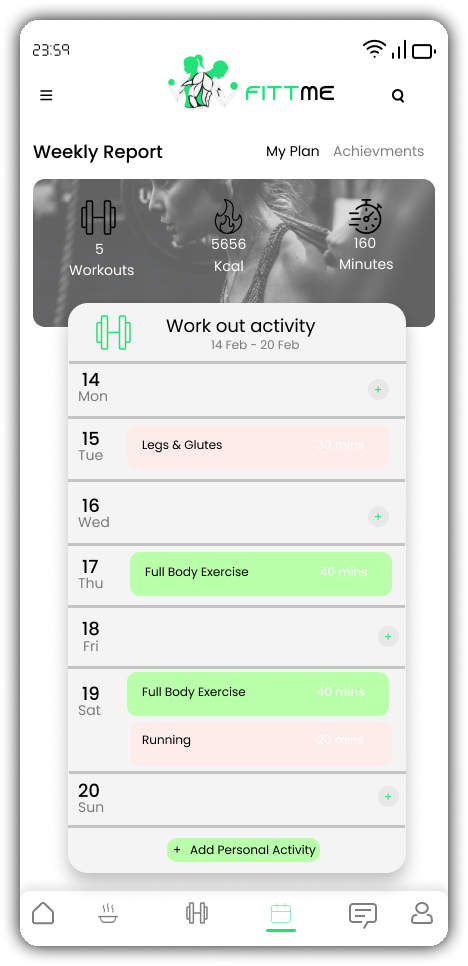 23:59
FITTME
Weekly Report My Plan Achievments
5 5656 160
Workouts Kcal Minutes
Work out activity
14 Feb - 20 Feb
14
Mon
+
15
Tue
Legs & Glutes 30 mins
16
Wed
+
17
Thu
Full Body Exercise 40 mins
18
Fri
+
19
Sat
Full Body Exercise 40 mins
Running 20 mins
20
Sun
+
+ Add Personal Activity